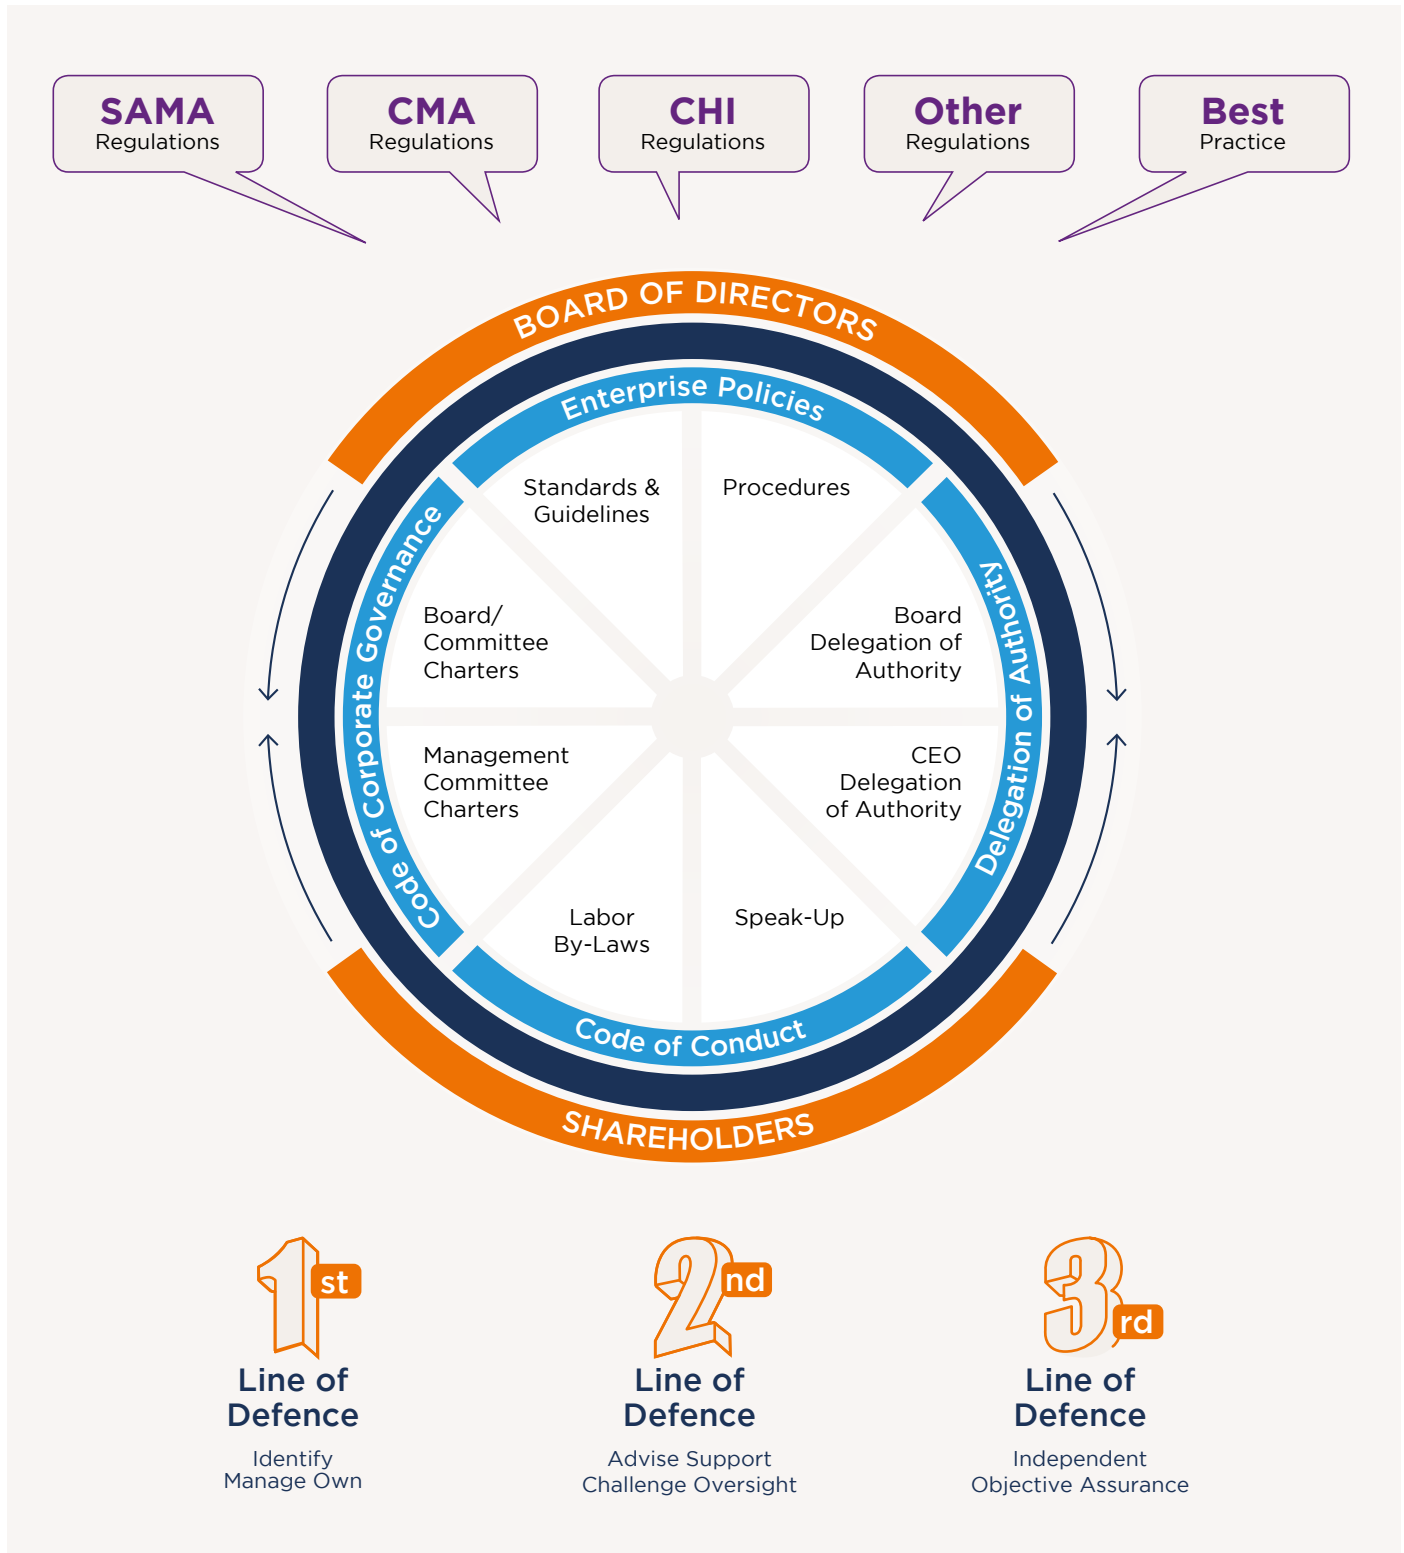 SAMA
Regulations
CMA
Regulations
CHI
Regulations
Other
Regulations
Best
Practice
BOARD OF DIRECTORS
Enterprise Policies
Standards &
Guidelines
Procedures
Code of Corporate Governance
Board/
Committee
Charters
Board
Delegation of
Authority
Delegation of Authority
Management
Committee
Charters
CEO
Delegation
of Authority
Labor
By-Laws
Speak-Up
Code of Conduct
SHAREHOLDERS
1st
Line of
Defence
Identify
Manage Own
2nd
Line of
Defence
Advise Support
Challenge Oversight
3rd
Line of
Defence
Independent
Objective Assurance